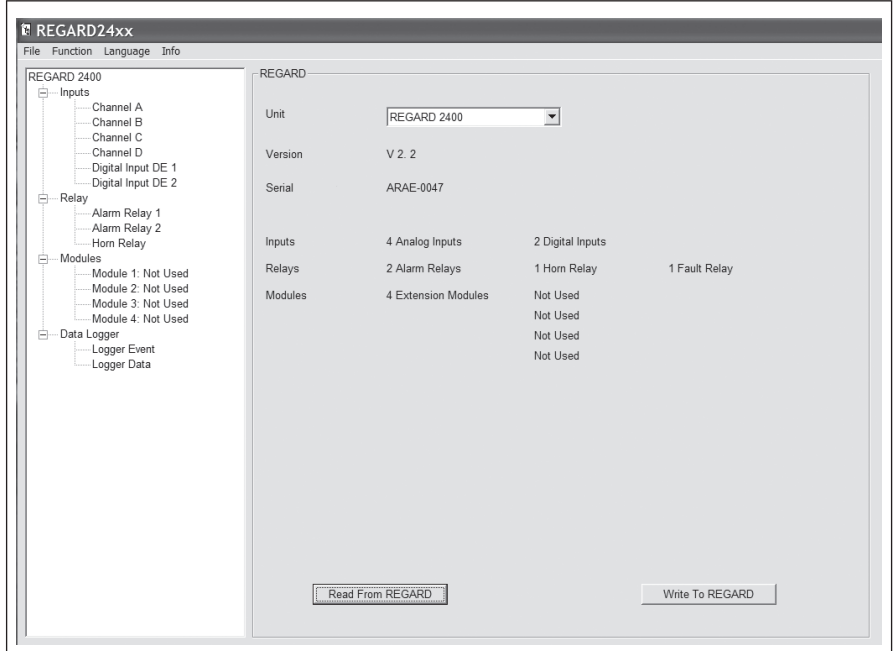 REGARD24xx
File Function Language Info
REGARD 2400
Inputs
Channel A
Channel B
Channel C
Channel D
Digital Input DE 1
Digital Input DE 2
Relay
Alarm Relay 1
Alarm Relay 2
Horn Relay
Modules
Module 1: Not Used
Module 2: Not Used
Module 3: Not Used
Module 4: Not Used
Data Logger
Logger Event
Logger Data
REGARD
Unit REGARD 2400
Version V 2. 2
Serial ARAE-0047
Inputs 4 Analog Inputs 2 Digital Inputs
Relays 2 Alarm Relays 1 Horn Relay 1 Fault Relay
Modules 4 Extension Modules Not Used
Not Used
Not Used
Not Used
Read From REGARD Write To REGARD